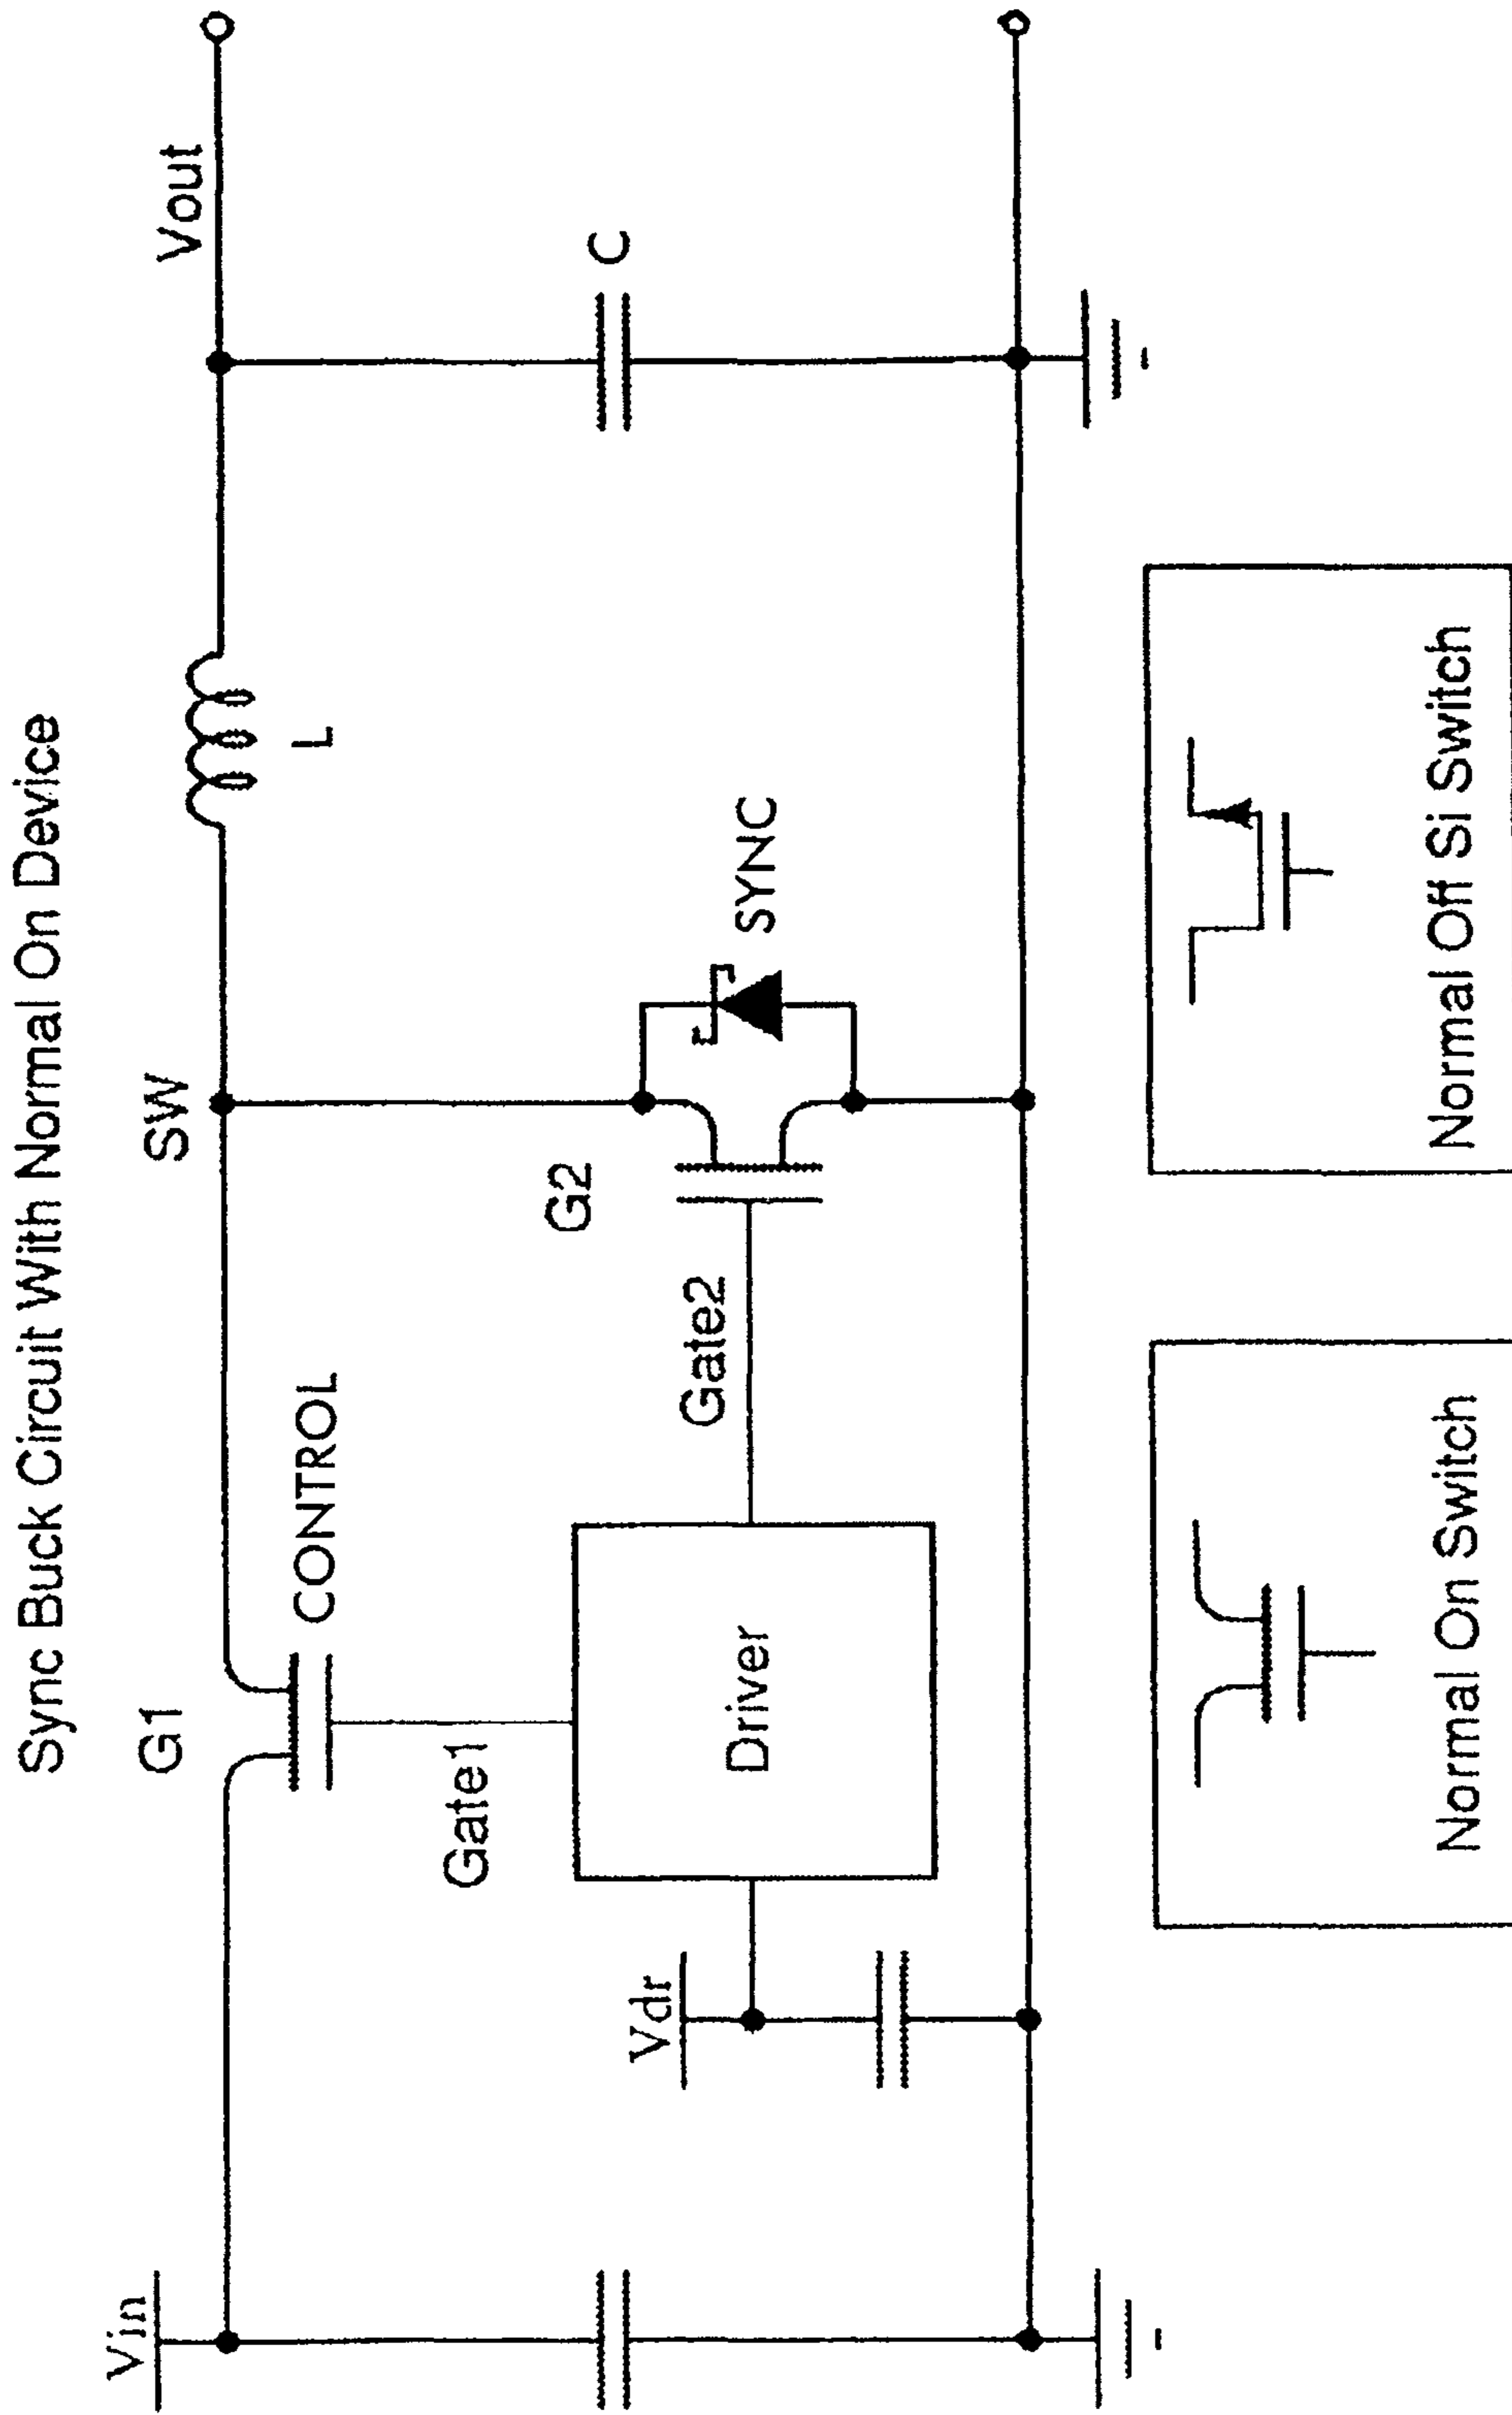 Sync Buck Circuit With Normal On Device
Vin
G1
SW
Vout
CONTROL
L
Gate1
G2
C
Vdr
Driver
Gate2
SYNC
Normal On Switch
Normal Off Si Switch